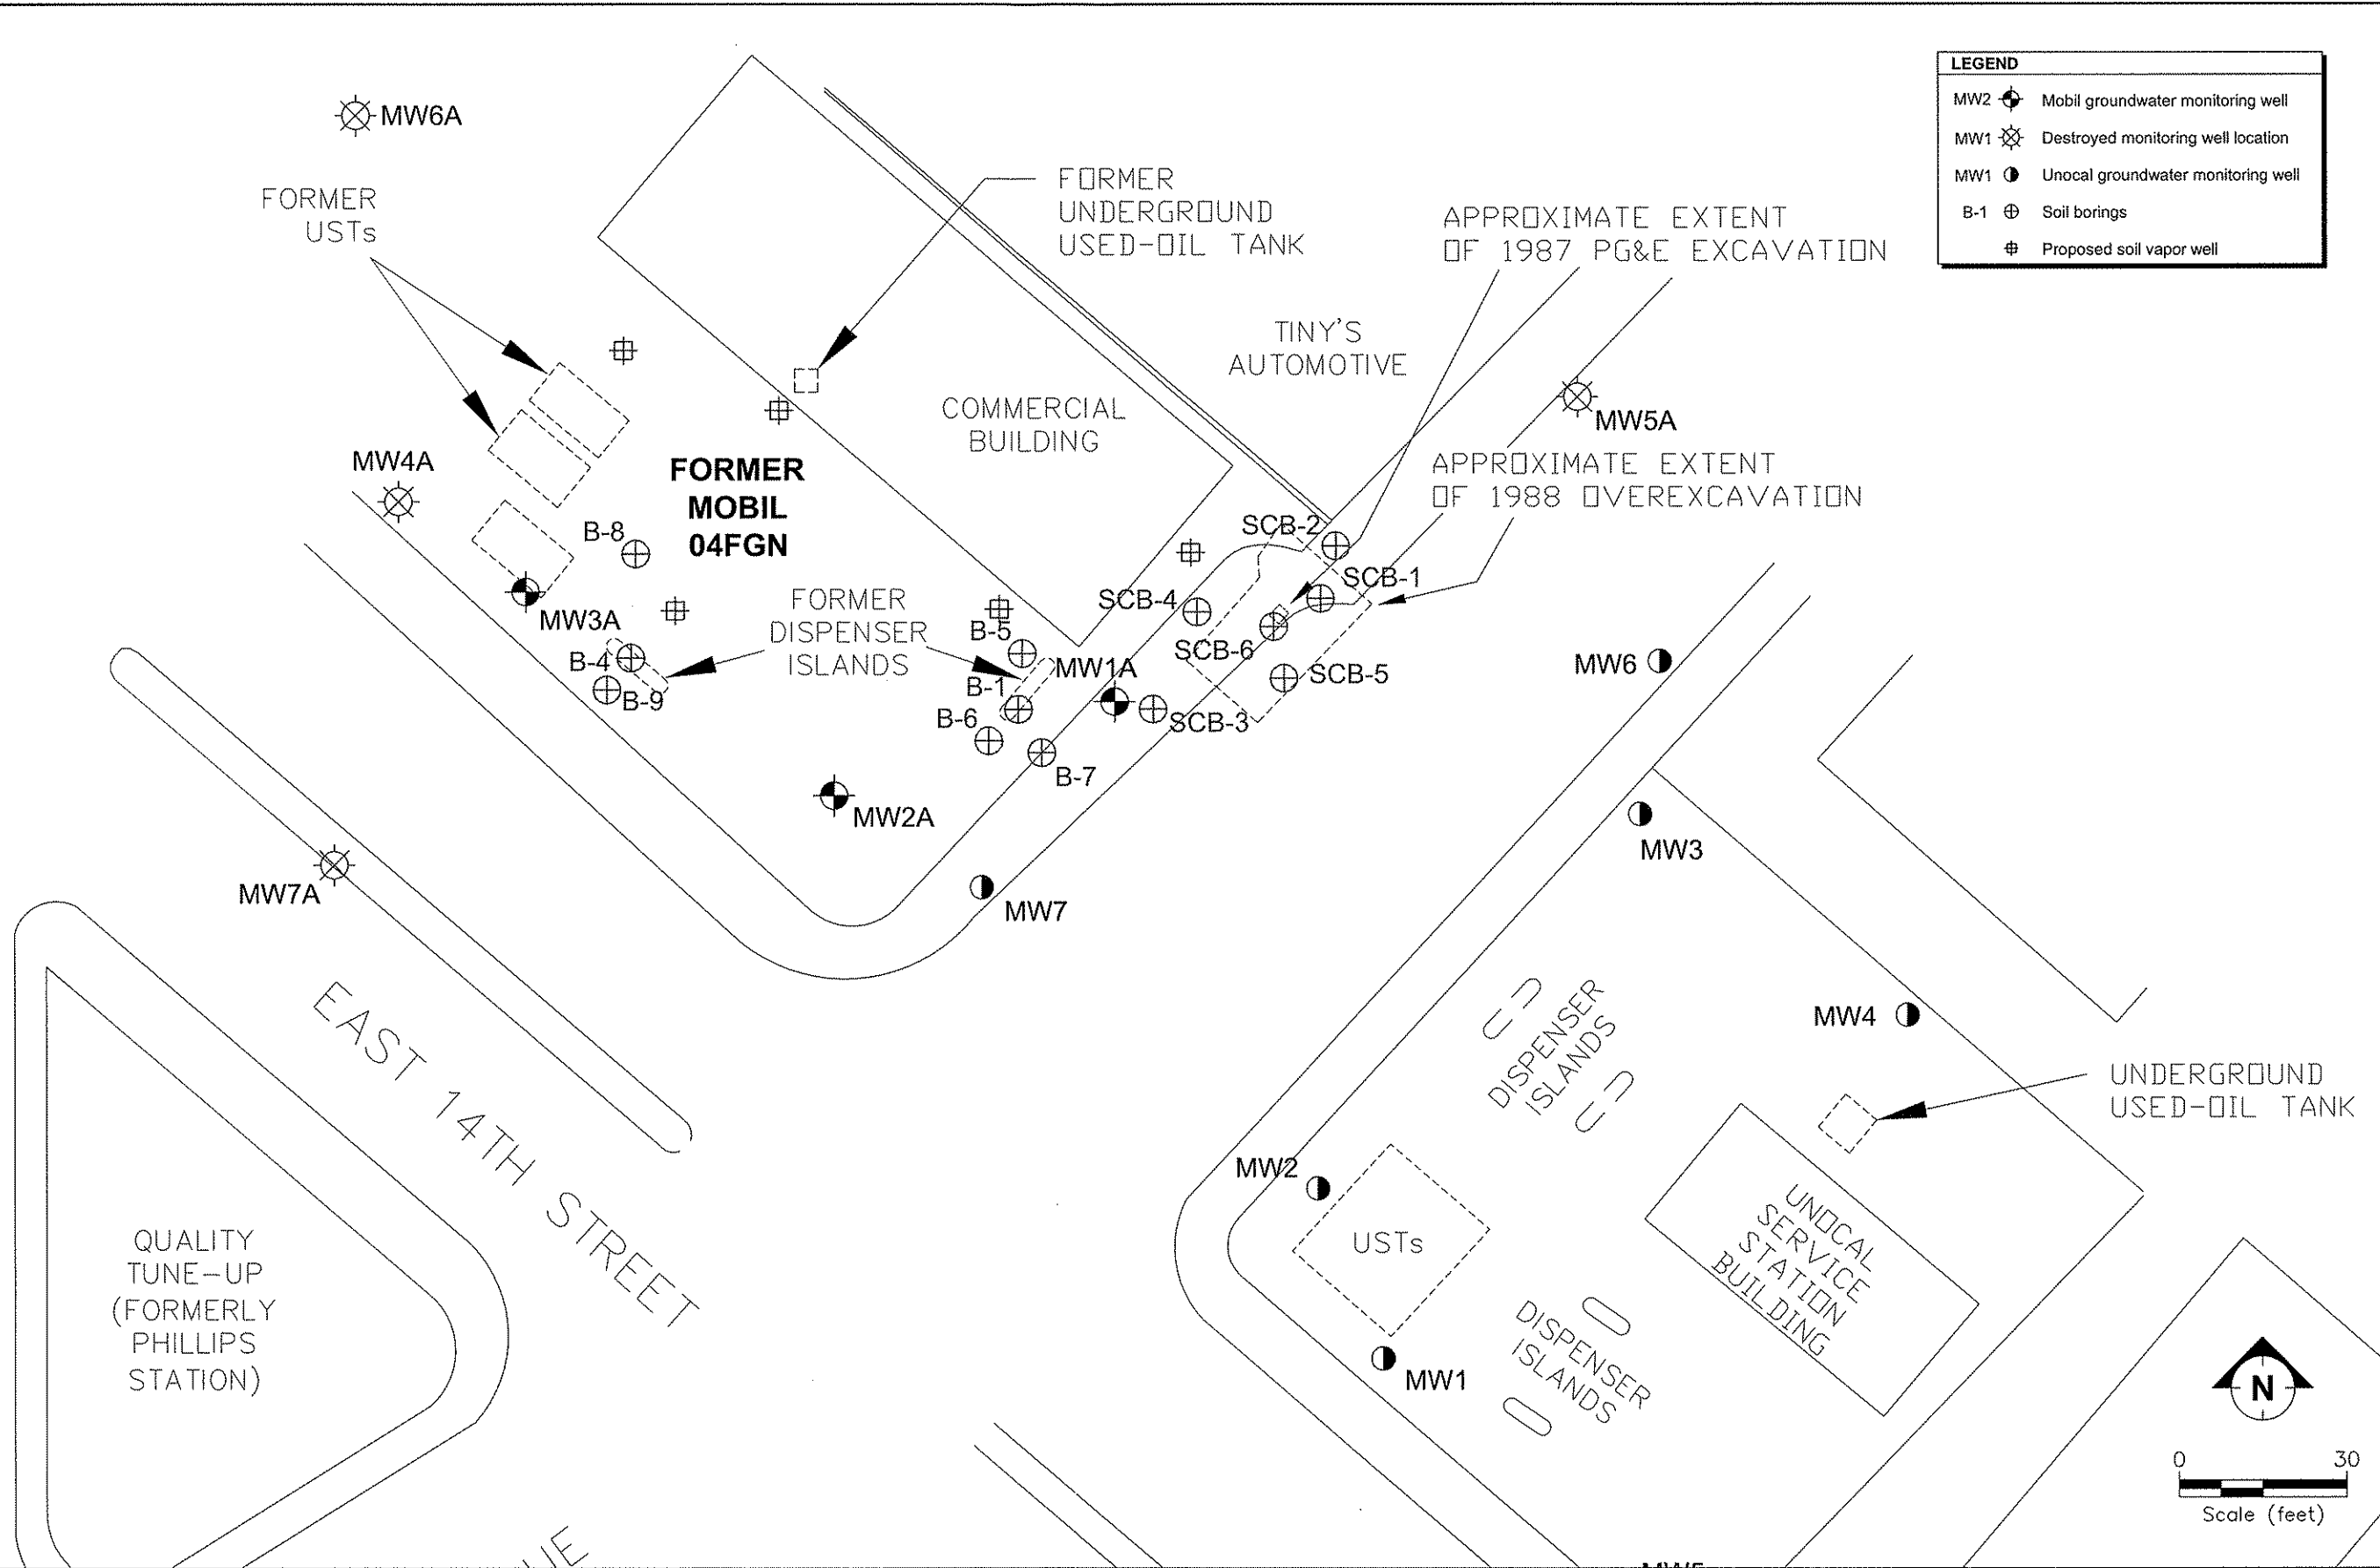 LEGEND
MW2 Mobil groundwater monitoring well
MW1 Destroyed monitoring well location
MW1 Unocal groundwater monitoring well
B-1 Soil borings
Proposed soil vapor well
MW6A
FORMER
USTs
FORMER
UNDERGROUND
USED-OIL TANK
APPROXIMATE EXTENT
OF 1987 PG&E EXCAVATION
TINY'S
AUTOMOTIVE
COMMERCIAL
BUILDING
MW5A
APPROXIMATE EXTENT
OF 1988 OVEREXCAVATION
MW4A
FORMER
MOBIL
04FGN
B-8
SCB-2
SCB-1
SCB-4
MW3A
FORMER
DISPENSER
ISLANDS
B-5
SCB-6
B-4
MW1A
SCB-5
MW6
B-1
B-9
B-6
SCB-3
B-7
MW2A
MW3
MW7A
MW7
EAST 14TH STREET
DISPENSER
ISLANDS
MW4
UNDERGROUND
USED-OIL TANK
MW2
USTs
UNOCAL
SERVICE
STATION
BUILDING
QUALITY
TUNE-UP
(FORMERLY
PHILLIPS
STATION)
DISPENSER
ISLANDS
MW1
N
0 30
Scale (feet)